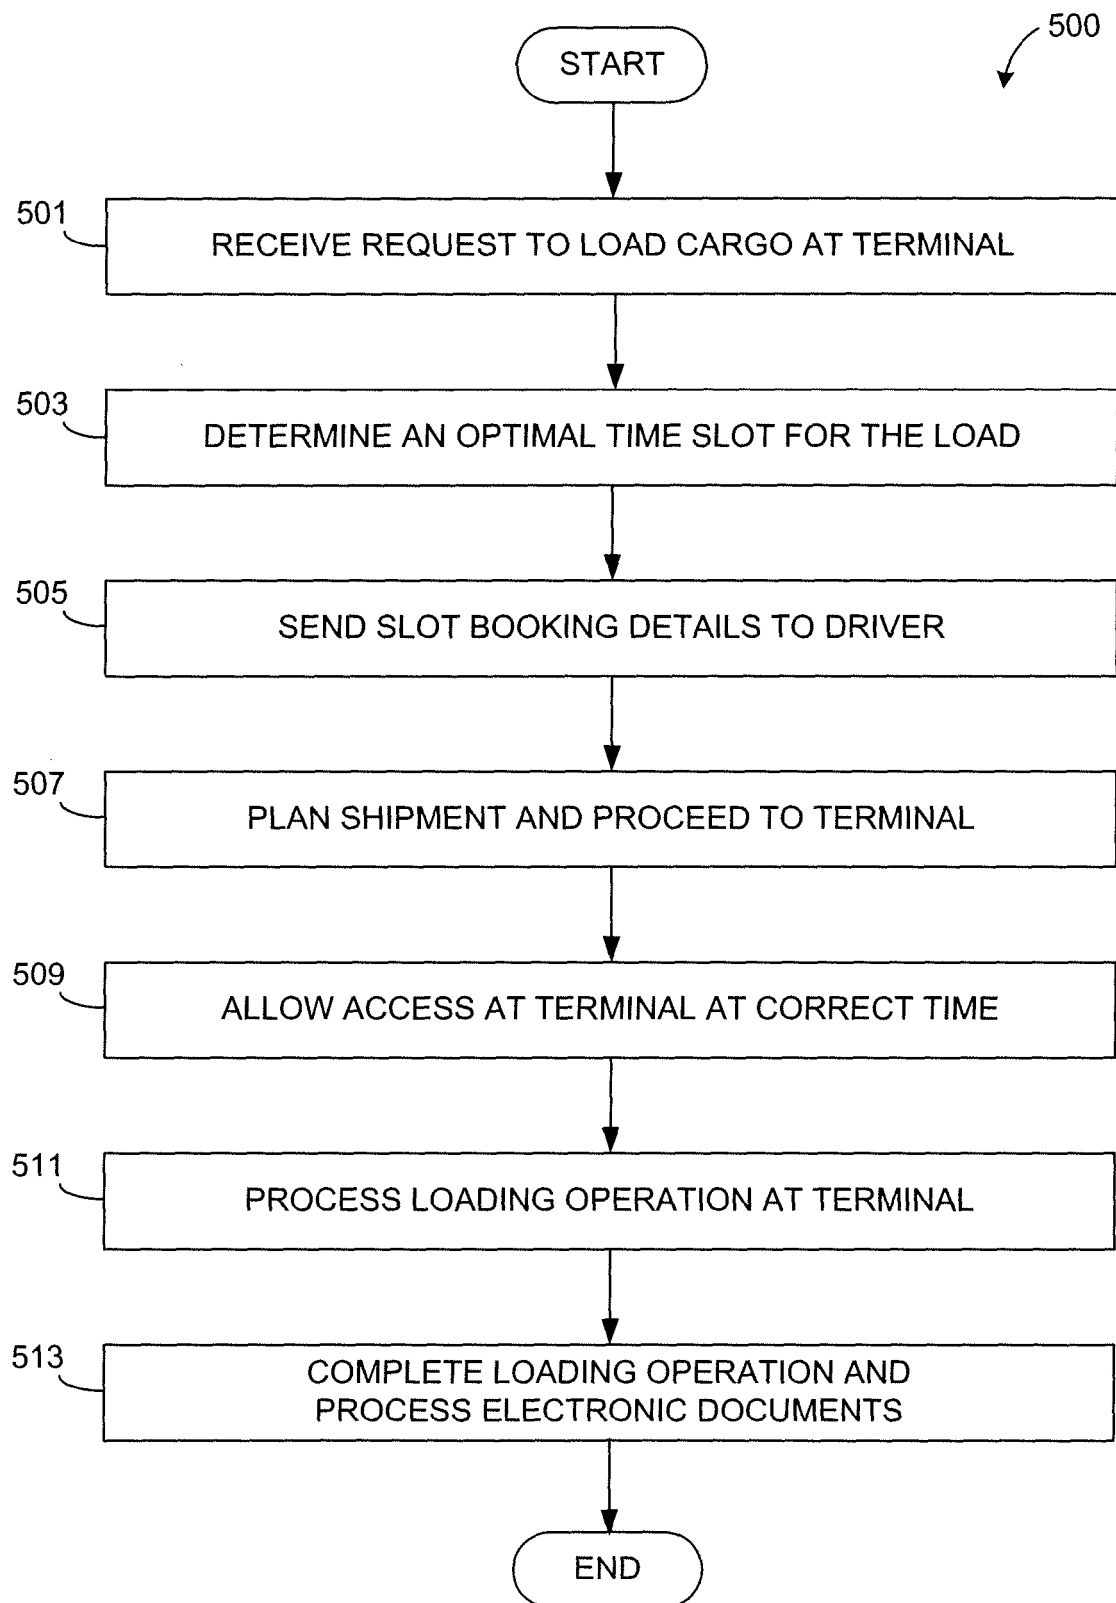 500
START
501
RECEIVE REQUEST TO LOAD CARGO AT TERMINAL
503
DETERMINE AN OPTIMAL TIME SLOT FOR THE LOAD
505
SEND SLOT BOOKING DETAILS TO DRIVER
507
PLAN SHIPMENT AND PROCEED TO TERMINAL
509
ALLOW ACCESS AT TERMINAL AT CORRECT TIME
511
PROCESS LOADING OPERATION AT TERMINAL
513
COMPLETE LOADING OPERATION AND
PROCESS ELECTRONIC DOCUMENTS
END